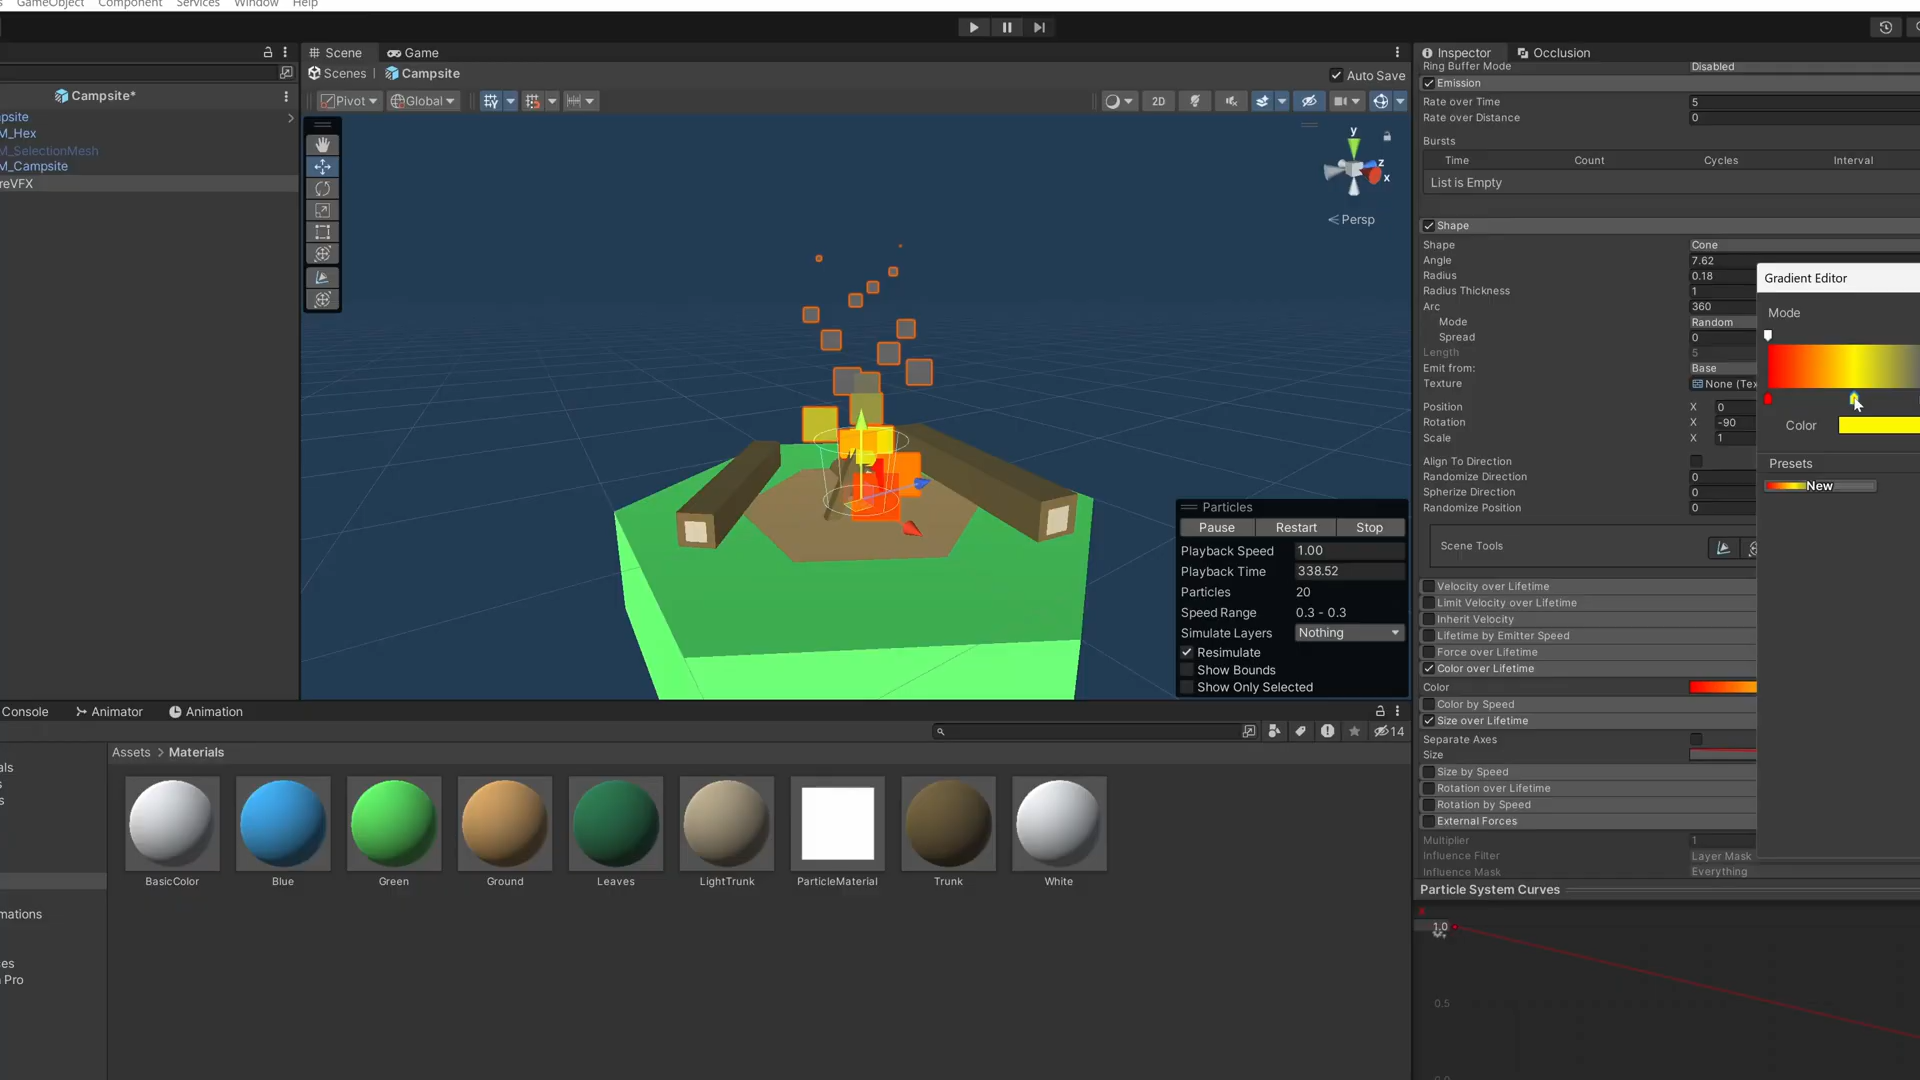 GameObject Component Services Window Help
Scene Game
Scenes Campsite
Auto Save
Pivot Global 2D
Campsite*
psite
M_Hex
M_SelectionMesh
M_Campsite
reVFX
y
z
x
Persp
Particles
Pause Restart Stop
Playback Speed 1.00
Playback Time 338.52
Particles 20
Speed Range 0.3 - 0.3
Simulate Layers Nothing
Resimulate
Show Bounds
Show Only Selected
Inspector Occlusion
Ring Buffer Mode Disabled
Emission
Rate over Time 5
Rate over Distance 0
Bursts
Time Count Cycles Interval
List is Empty
Shape
Shape Cone
Angle 7.62
Radius 0.18
Radius Thickness 1
Arc 360
Mode Random
Spread 0
Length 5
Emit from: Base
Texture None (Tex
Position X 0
Rotation X -90
Scale X 1
Align To Direction
Randomize Direction 0
Spherize Direction 0
Randomize Position 0
Scene Tools
Velocity over Lifetime
Limit Velocity over Lifetime
Inherit Velocity
Lifetime by Emitter Speed
Force over Lifetime
Color over Lifetime
Color
Color by Speed
Size over Lifetime
Separate Axes
Size
Size by Speed
Rotation over Lifetime
Rotation by Speed
External Forces
Multiplier 1
Influence Filter Layer Mask
Influence Mask Everything
Gradient Editor
Mode
Color
Presets
New
Particle System Curves
1.0
0.5
0.0
Console Animator Animation
14
Assets > Materials
als
s
s
mations
ces
Pro
BasicColor Blue Green Ground Leaves LightTrunk ParticleMaterial Trunk White